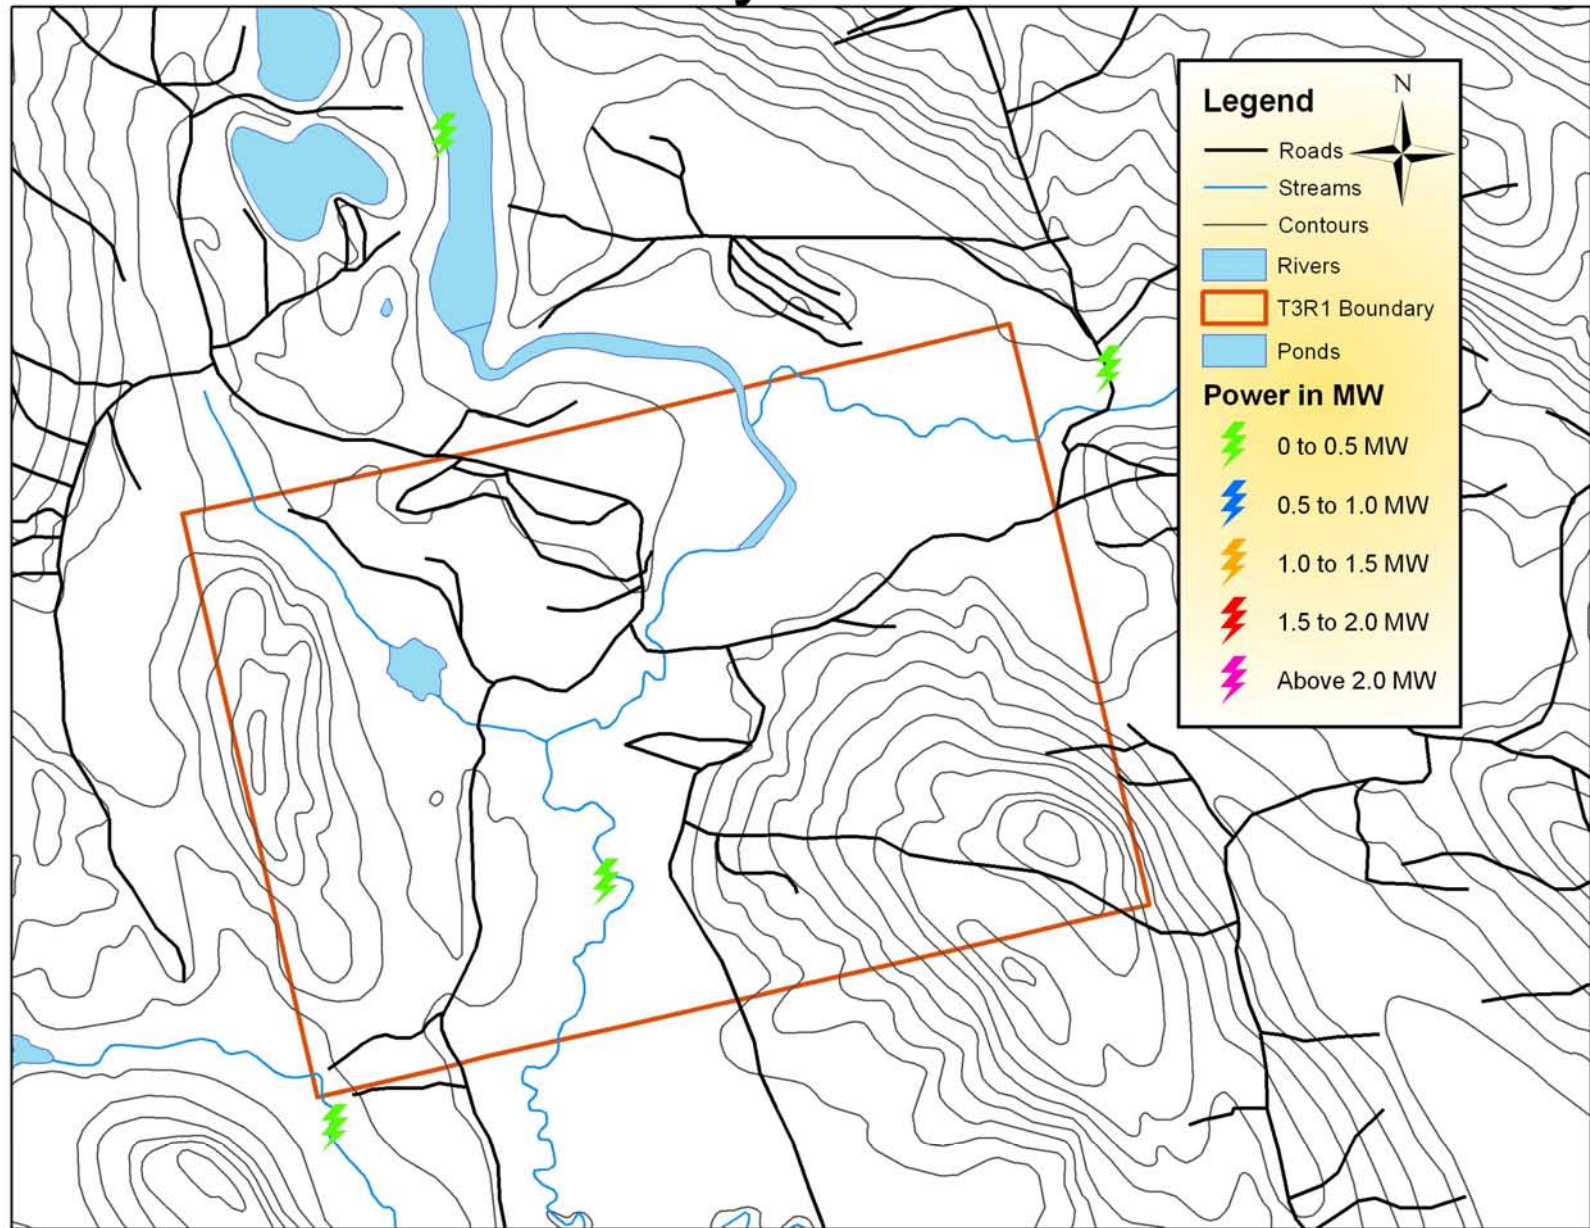 Legend
N
Roads
Streams
Contours
Rivers
T3R1 Boundary
Ponds
Power in MW
0 to 0.5 MW
0.5 to 1.0 MW
1.0 to 1.5 MW
1.5 to 2.0 MW
Above 2.0 MW